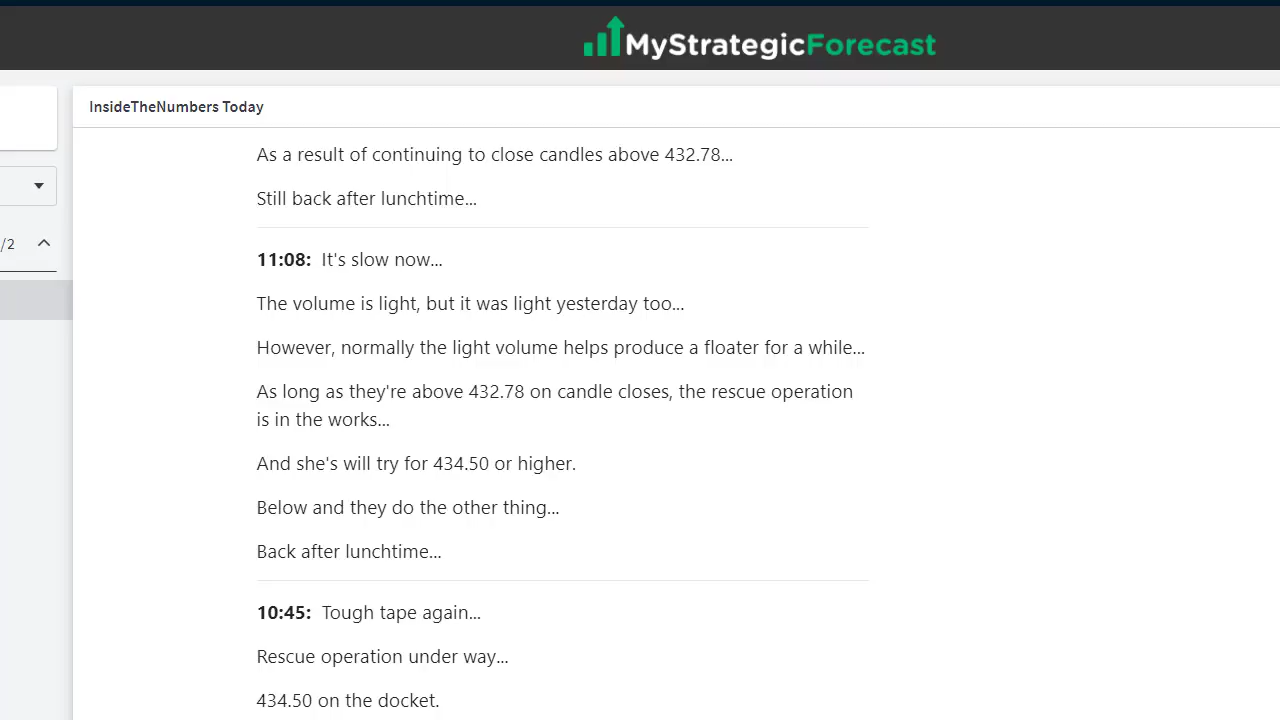 MyStrategicForecast
InsideTheNumbers Today
/2
As a result of continuing to close candles above 432.78...
Still back after lunchtime...
11:08: It's slow now...
The volume is light, but it was light yesterday too...
However, normally the light volume helps produce a floater for a while...
As long as they're above 432.78 on candle closes, the rescue operation
is in the works...
And she's will try for 434.50 or higher.
Below and they do the other thing...
Back after lunchtime...
10:45: Tough tape again...
Rescue operation under way...
434.50 on the docket.